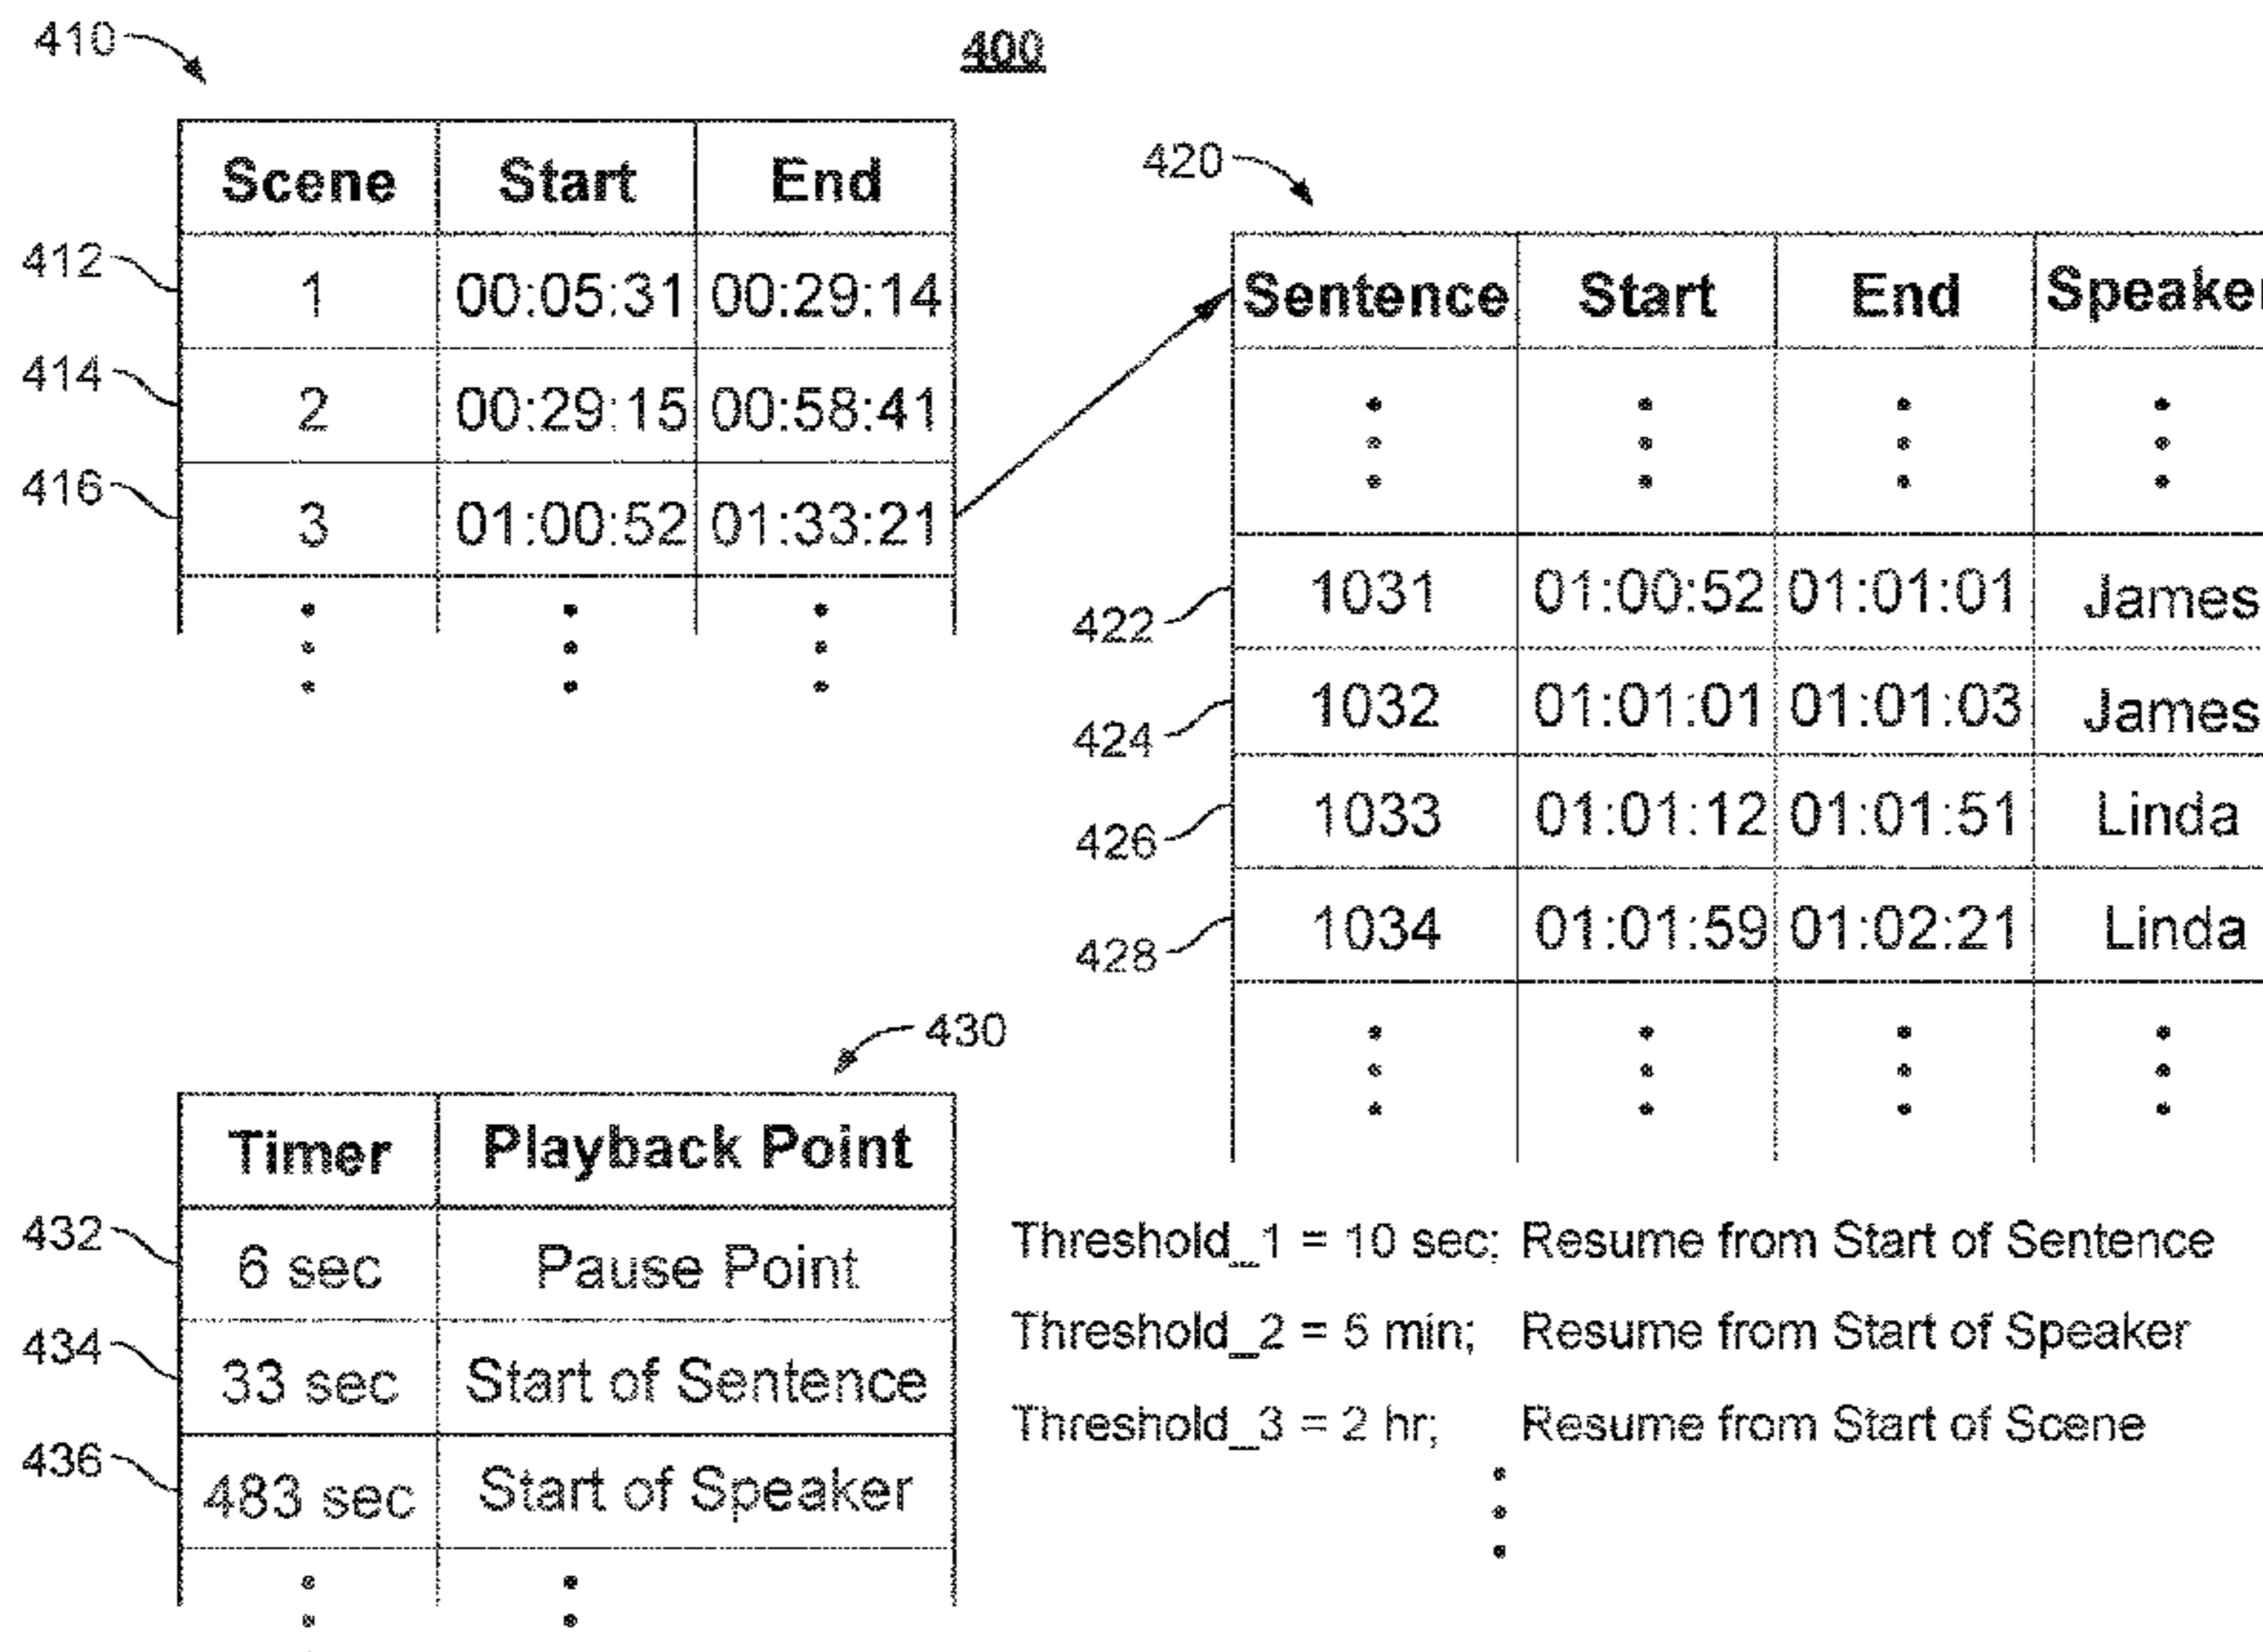 410
400
Scene Start End
412 1 00:05:31 00:29:14
414 2 00:29:15 00:58:41
416 3 01:00:52 01:33:21
420
Sentence Start End Speaker
422 1031 01:00:52 01:01:01 James
424 1032 01:01:01 01:01:03 James
426 1033 01:01:12 01:01:51 Linda
428 1034 01:01:59 01:02:21 Linda
430
Timer Playback Point
432 6 sec Pause Point
434 33 sec Start of Sentence
436 483 sec Start of Speaker
Threshold_1 = 10 sec; Resume from Start of Sentence
Threshold_2 = 5 min; Resume from Start of Speaker
Threshold_3 = 2 hr; Resume from Start of Scene